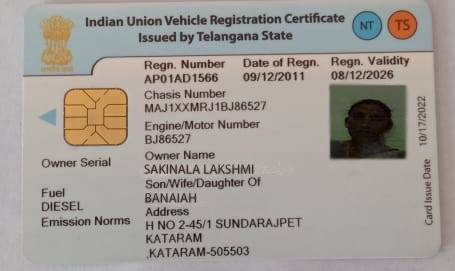 Indian Union Vehicle Registration Certificate
Issued by Telangana State
NT
TS
Regn. Number Date of Regn. Regn. Validity
AP01AD1566 09/12/2011 08/12/2026
Chasis Number
MAJ1XXMRJ1BJ86527
Engine/Motor Number
BJ86527
Owner Serial
Owner Name
SAKINALA LAKSHMI
Son/Wife/Daughter Of
BANAIAH
Fuel
DIESEL
Emission Norms
Address
H NO 2-45/1 SUNDARAJPET
KATARAM
,KATARAM-505503
Card Issue Date 10/17/2022